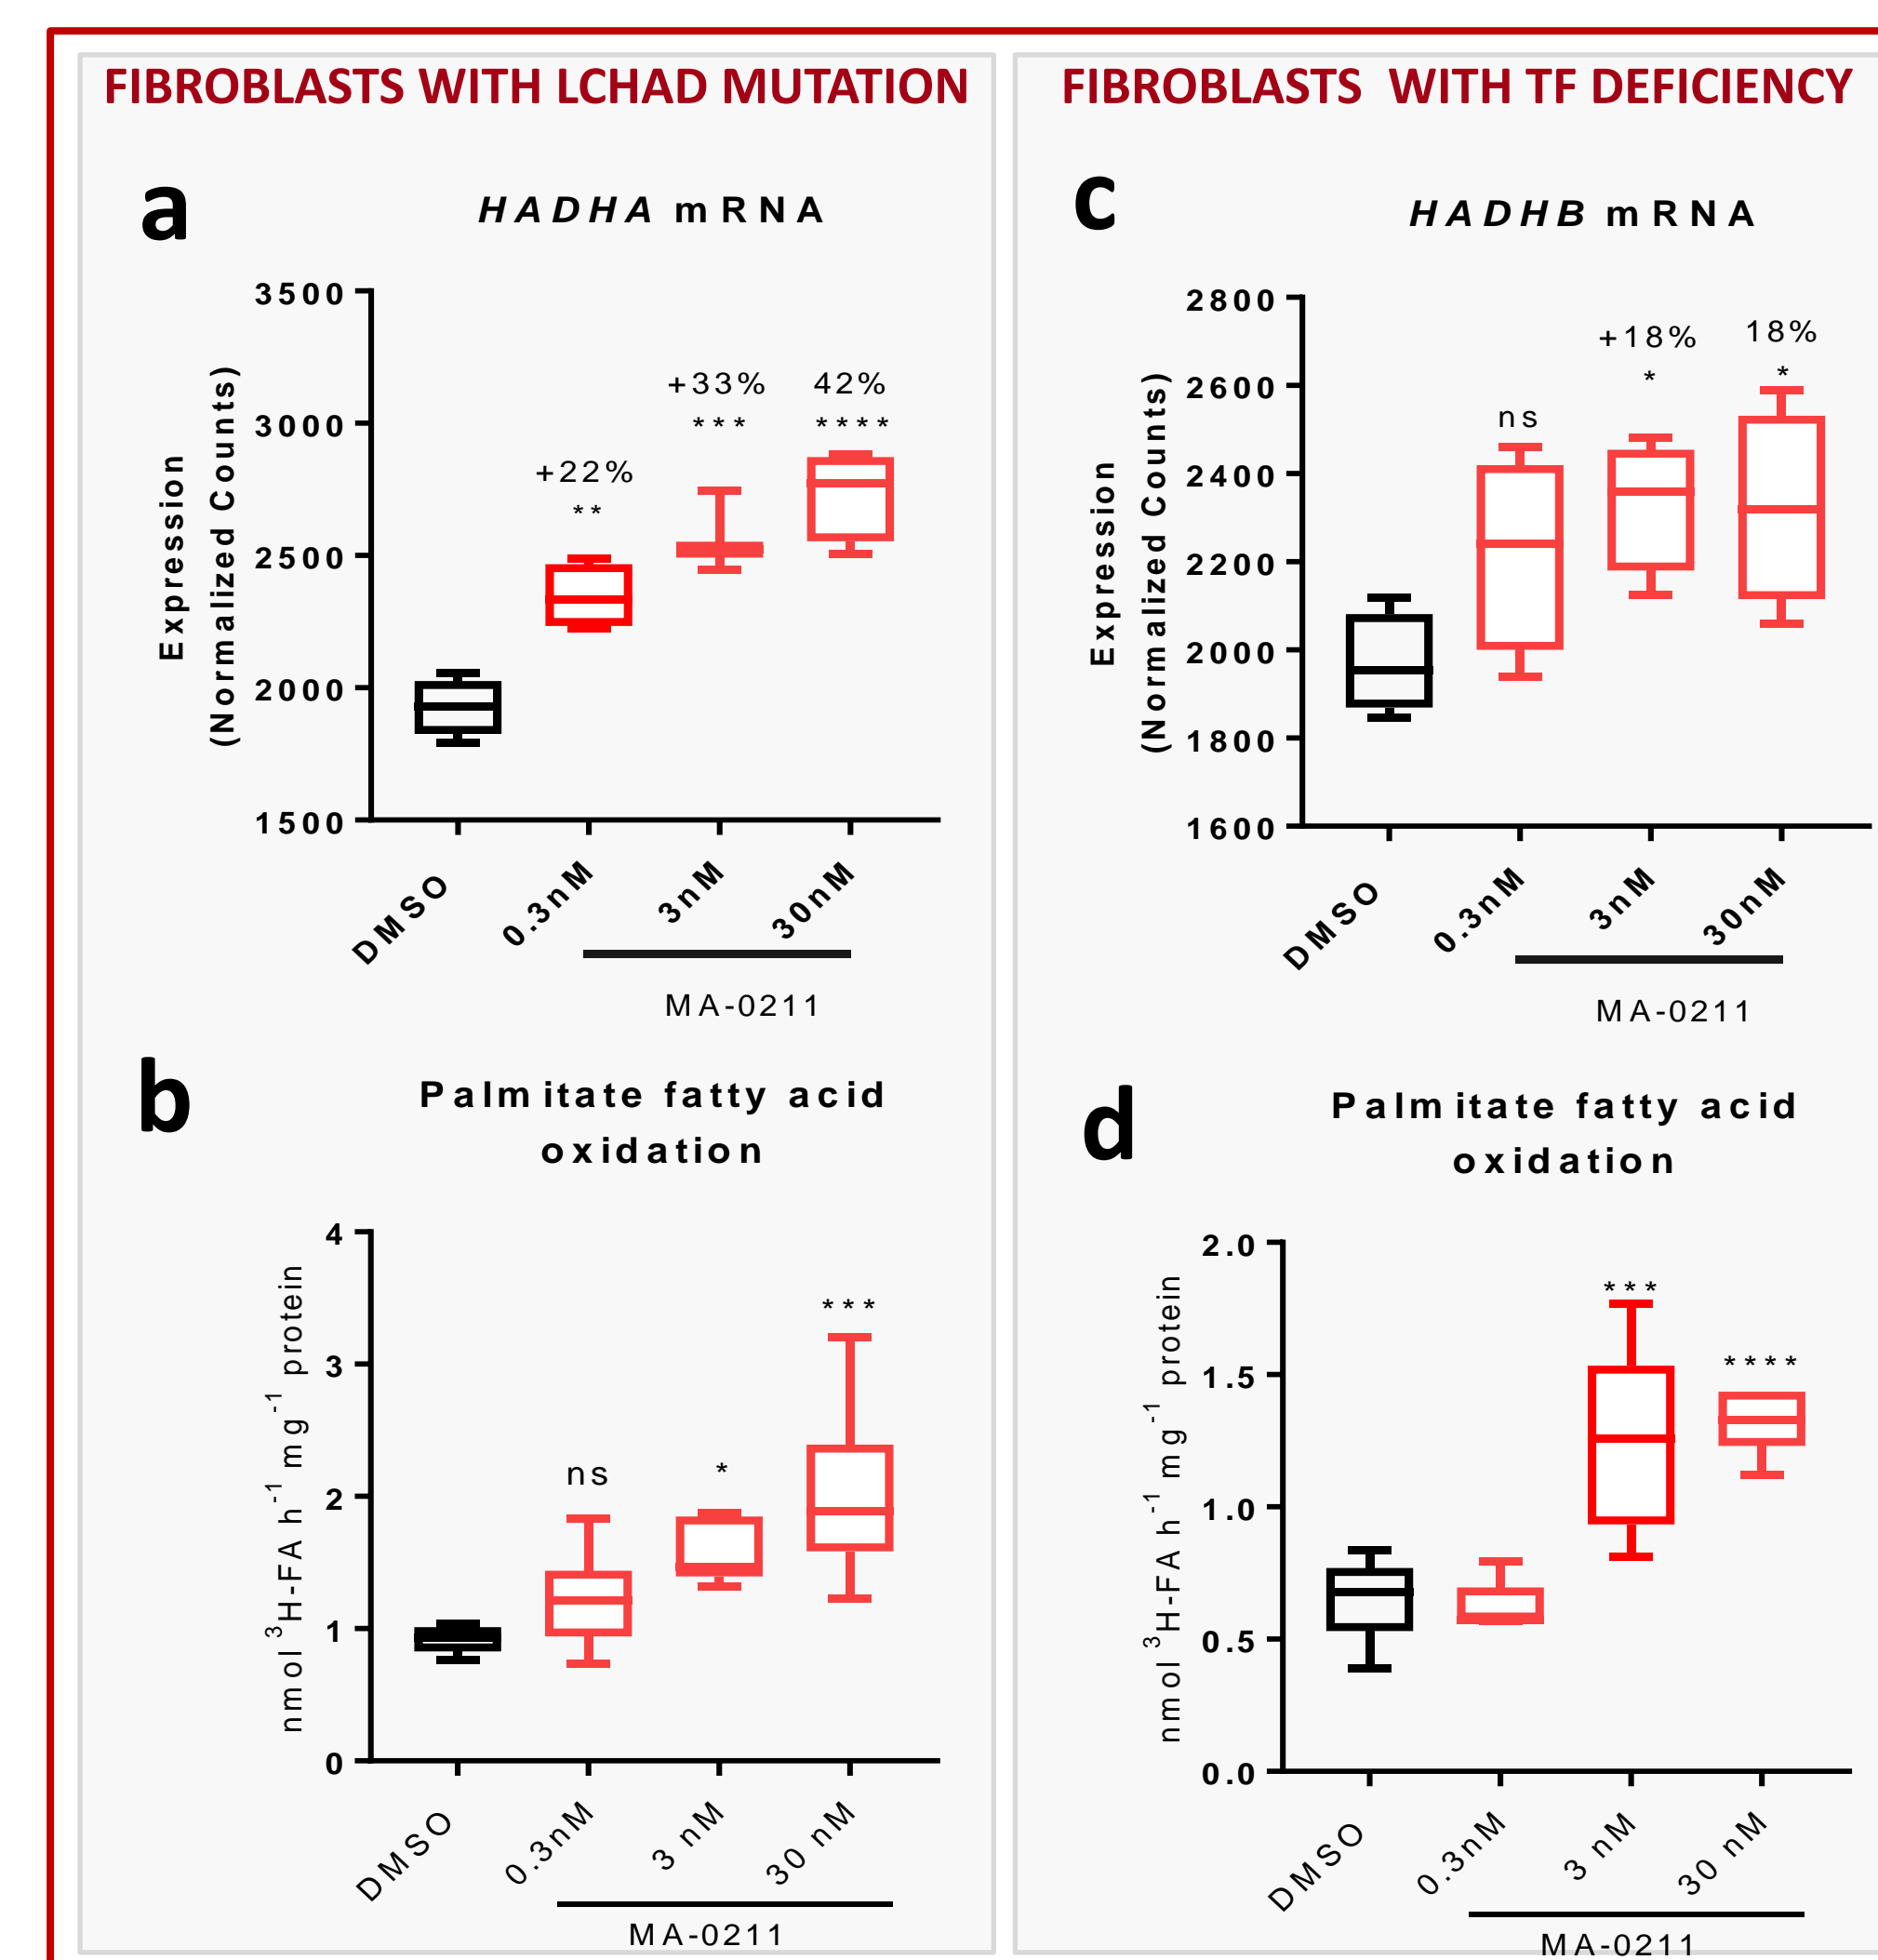 FIBROBLASTS WITH LCHAD MUTATION
a
HADHA mRNA
Expression
(Normalized Counts)
3500
3000
2500
2000
1500
+22%
**
+33%
***
42%
****
DMSO
0.3nM
3nM
30nM
MA-0211
b
Palmitate fatty acid
oxidation
nmol ³H-FA h⁻¹ mg⁻¹ protein
4
3
2
1
0
ns
*
***
DMSO
0.3nM
3 nM
30 nM
MA-0211
FIBROBLASTS WITH TF DEFICIENCY
c
HADHB mRNA
Expression
(Normalized Counts)
2800
2600
2400
2200
2000
1800
1600
ns
+18%
*
18%
*
DMSO
0.3nM
3nM
30nM
MA-0211
d
Palmitate fatty acid
oxidation
nmol ³H-FA h⁻¹ mg⁻¹ protein
2.0
1.5
1.0
0.5
0.0
***
****
DMSO
0.3nM
3 nM
30 nM
MA-0211